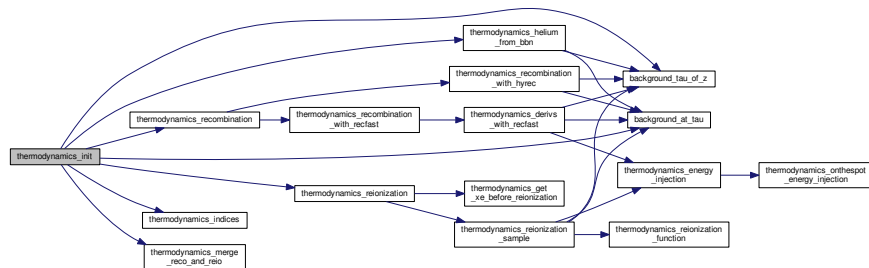 thermodynamics_init
thermodynamics_recombination
thermodynamics_reionization
thermodynamics_indices
thermodynamics_merge
_reco_and_reio
thermodynamics_helium
_from_bbn
thermodynamics_recombination
_with_hyrec
thermodynamics_recombination
_with_recfast
thermodynamics_derivs
_with_recfast
thermodynamics_get
_xe_before_reionization
thermodynamics_reionization
_sample
background_tau_of_z
background_at_tau
thermodynamics_energy
_injection
thermodynamics_reionization
_function
thermodynamics_onthespot
_energy_injection